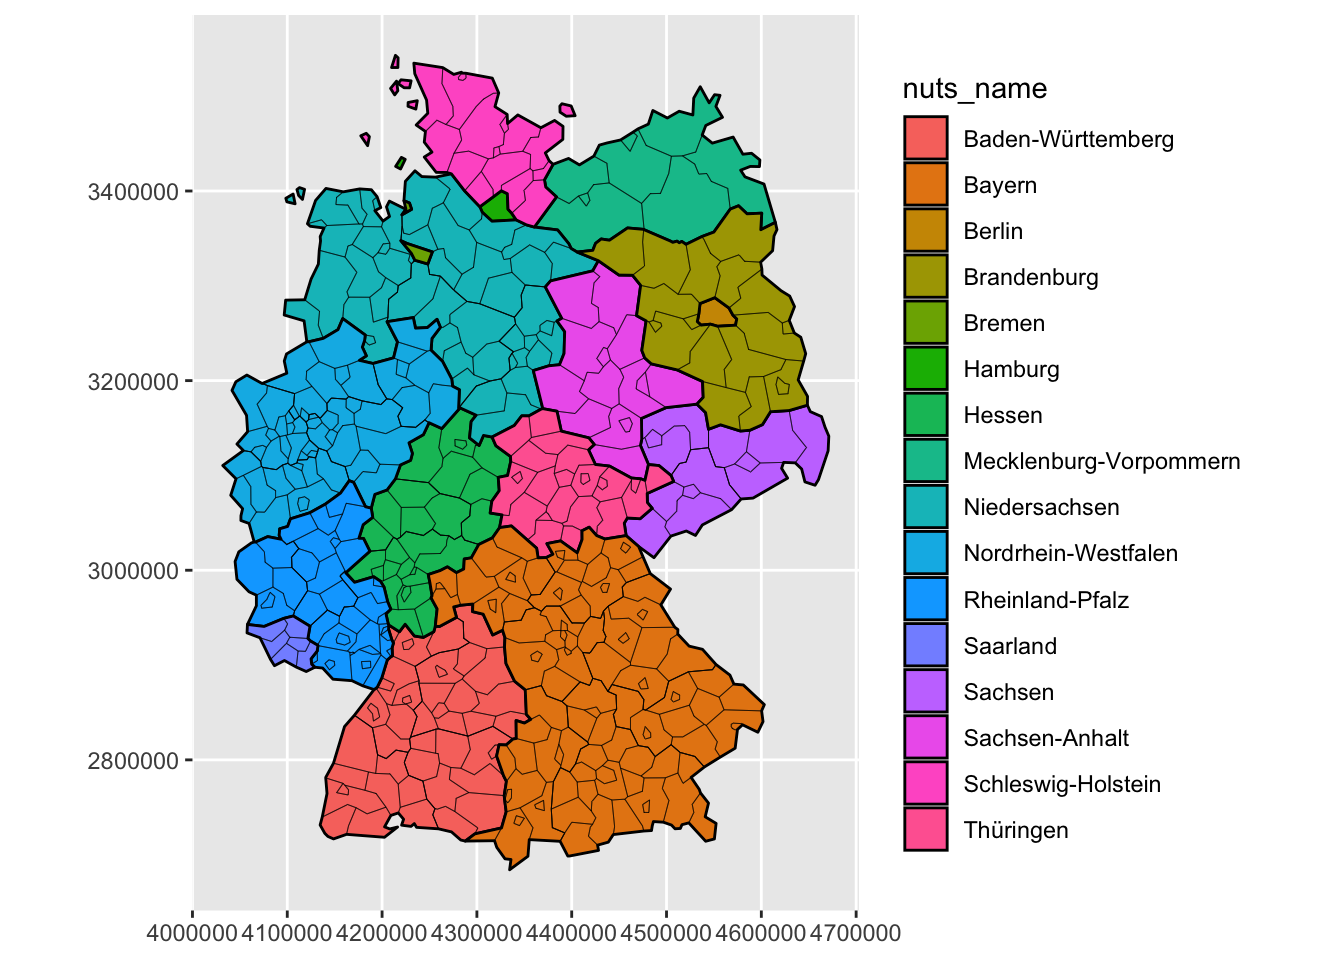 nuts_name
Baden-Württemberg
Bayern
Berlin
Brandenburg
Bremen
Hamburg
Hessen
Mecklenburg-Vorpommern
Niedersachsen
Nordrhein-Westfalen
Rheinland-Pfalz
Saarland
Sachsen
Sachsen-Anhalt
Schleswig-Holstein
Thüringen
3400000
3200000
3000000
2800000
4000000 4100000 4200000 4300000 4400000 4500000 4600000 4700000